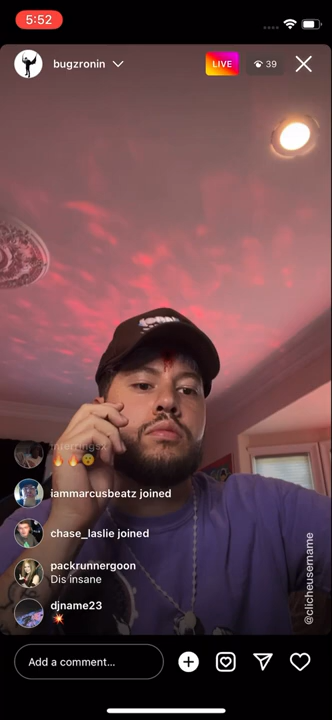 5:52
bugzronin
LIVE
39
🔥🔥😯
iammarcusbeatz joined
chase_laslie joined
packrunnergoon
Dis insane
djname23
💥
@clicheusername
Add a comment...